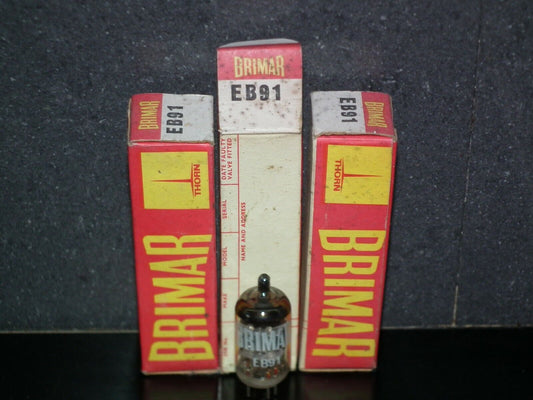 BRIMAR
EB91
THORN
BRIMAR
BRIMAR
EB91
DATE FAULTY
VALVE FITTED
SERIAL
MODEL
MAKE
NAME AND ADDRESS
BRIMAR
EB91
THORN
BRIMAR
BRIMA
EB91